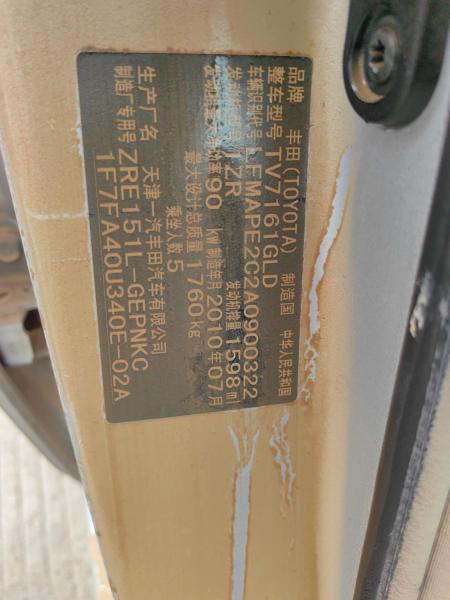 品牌 丰田(TOYOTA) 制造国 中华人民共和国
整车型号 TV7161GLD
车辆识别代号 LFMAPE2C2A0900322
发动机型号 1ZR 发动机排量 1598ml
发动机最大净功率 90 kW 制造年月 2010年07月
最大设计总质量 1760kg
乘坐人数 5
生产厂名 天津一汽丰田汽车有限公司
制造厂专用号 ZRE151L-GEPNKC
1F7FA40U340E-02A